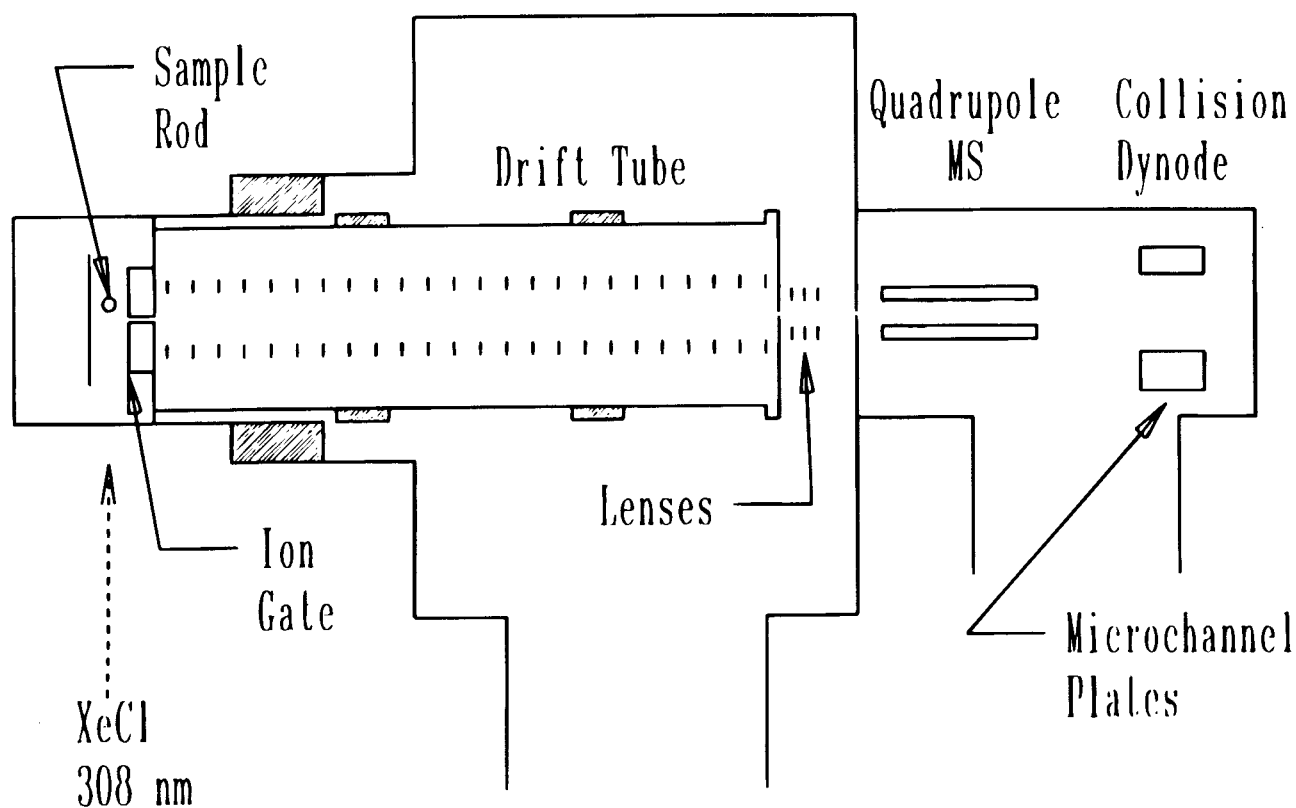 Sample
Rod
Drift Tube
Quadrupole
MS
Collision
Dynode
Lenses
Ion
Gate
Microchannel
Plates
XeCl
308 nm